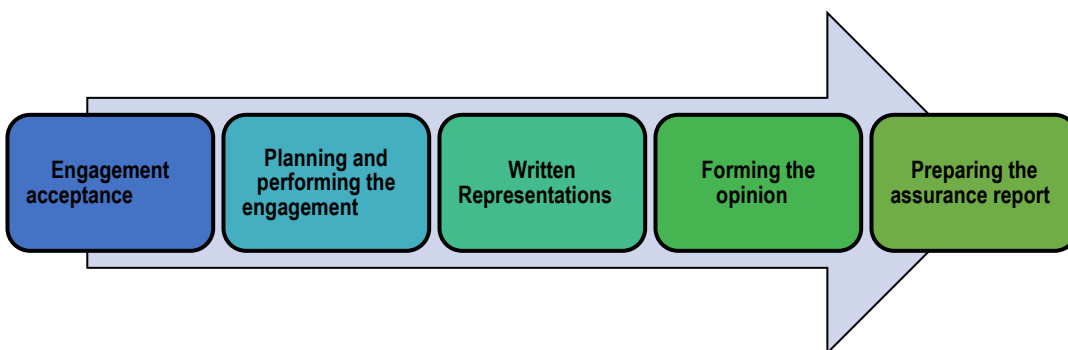 Engagement
acceptance
Planning and
performing the
engagement
Written
Representations
Forming the
opinion
Preparing the
assurance report